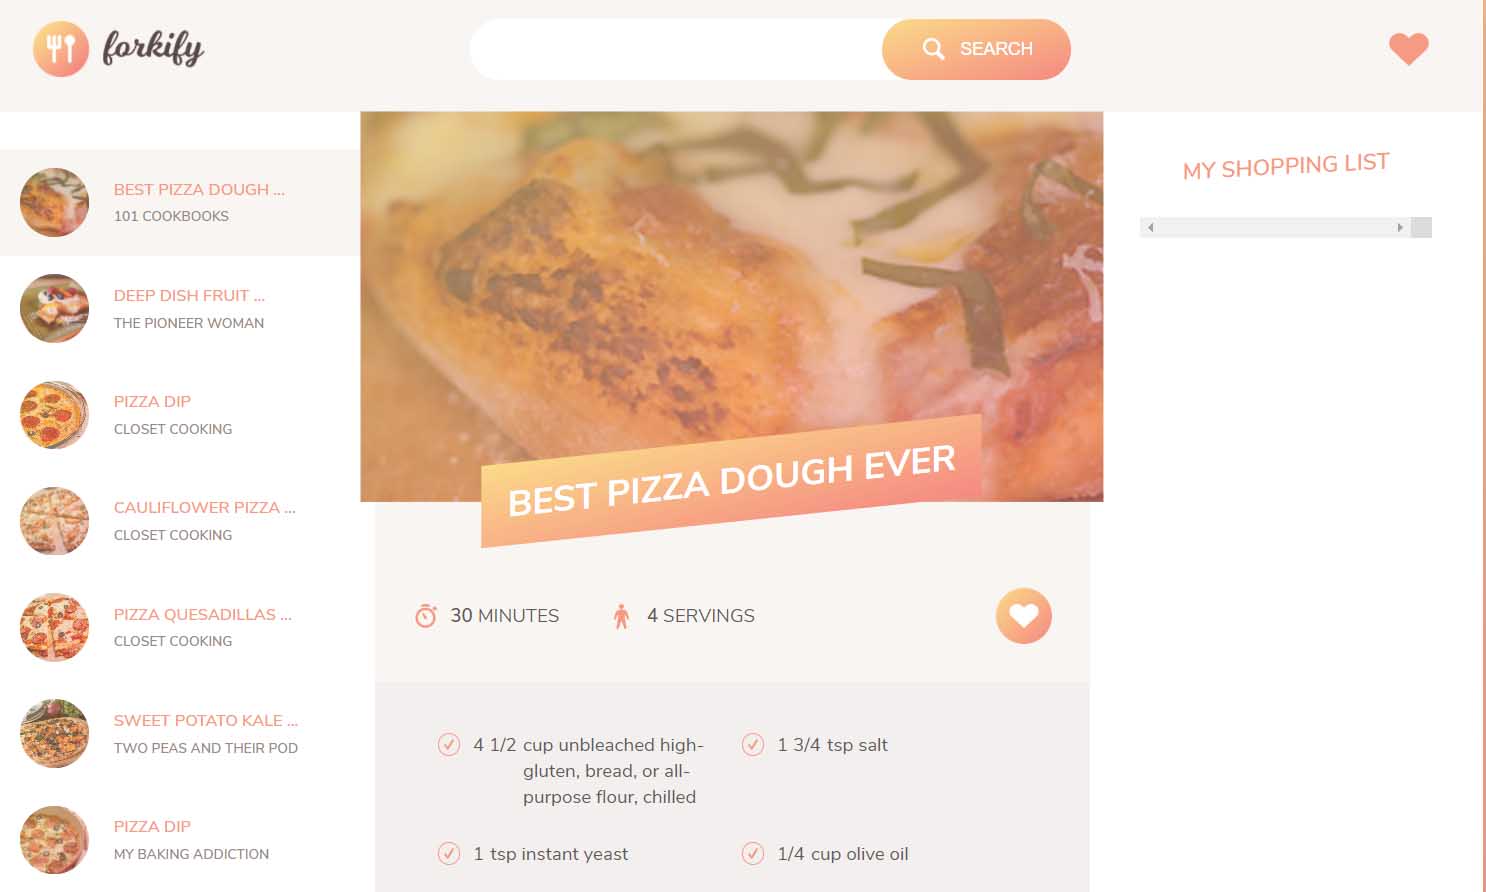 forkify
SEARCH
BEST PIZZA DOUGH ...
101 COOKBOOKS
DEEP DISH FRUIT ...
THE PIONEER WOMAN
PIZZA DIP
CLOSET COOKING
CAULIFLOWER PIZZA ...
CLOSET COOKING
PIZZA QUESADILLAS ...
CLOSET COOKING
SWEET POTATO KALE ...
TWO PEAS AND THEIR POD
PIZZA DIP
MY BAKING ADDICTION
BEST PIZZA DOUGH EVER
30 MINUTES
4 SERVINGS
4 1/2 cup unbleached high-
gluten, bread, or all-
purpose flour, chilled
1 3/4 tsp salt
1 tsp instant yeast
1/4 cup olive oil
MY SHOPPING LIST